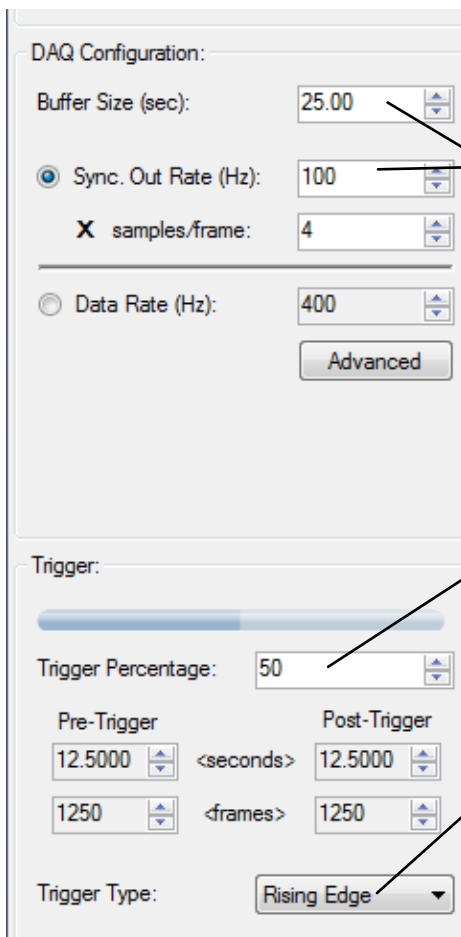 DAQ Configuration:
Buffer Size (sec): 25.00
Sync. Out Rate (Hz): 100
X samples/frame: 4
Data Rate (Hz): 400
Advanced
Trigger:
Trigger Percentage: 50
Pre-Trigger Post-Trigger
12.5000 <seconds> 12.5000
1250 <frames> 1250
Trigger Type: Rising Edge